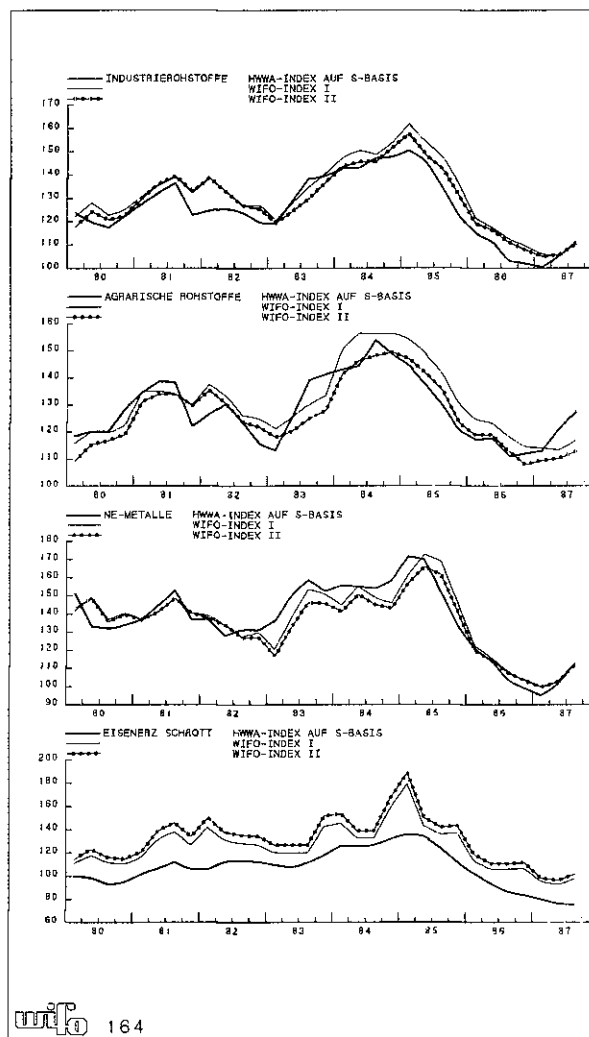 INDUSTRIEROHSTOFFE HWWA-INDEX AUF S-BASIS
WIFO-INDEX I
WIFO-INDEX II
170
160
150
140
130
120
110
100
80 81 82 83 84 85 86 87
AGRARISCHE ROHSTOFFE HWWA-INDEX AUF S-BASIS
WIFO-INDEX I
WIFO-INDEX II
160
150
140
130
120
110
100
80 81 82 83 84 85 86 87
NE-METALLE HWWA-INDEX AUF S-BASIS
WIFO-INDEX I
WIFO-INDEX II
180
170
160
150
140
130
120
110
100
90
80 81 82 83 84 85 86 87
EISENERZ SCHROTT HWWA-INDEX AUF S-BASIS
WIFO-INDEX I
WIFO-INDEX II
200
180
160
140
120
100
80
60
80 81 82 83 84 85 86 87
wifo 164